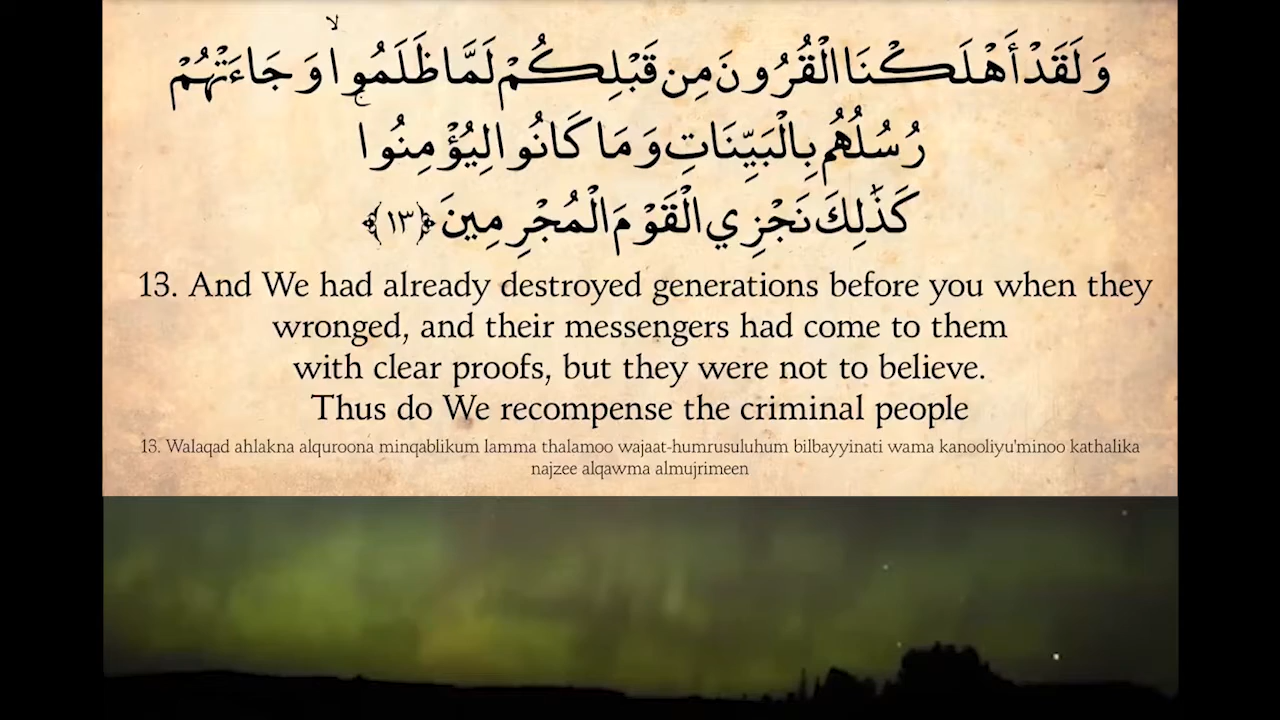 وَلَقَدْ أَهْلَكْنَا الْقُرُونَ مِن قَبْلِكُمْ لَمَّا ظَلَمُوا ۙ وَجَاءَتْهُمْ
رُسُلُهُم بِالْبَيِّنَاتِ وَمَا كَانُوا لِيُؤْمِنُوا ۚ
كَذَٰلِكَ نَجْزِي الْقَوْمَ الْمُجْرِمِينَ ﴿١٣﴾
13. And We had already destroyed generations before you when they
wronged, and their messengers had come to them
with clear proofs, but they were not to believe.
Thus do We recompense the criminal people
13. Walaqad ahlakna alquroona minqablikum lamma thalamoo wajaat-humrusuluhum bilbayyinati wama kanooliyu'minoo kathalika
najzee alqawma almujrimeen